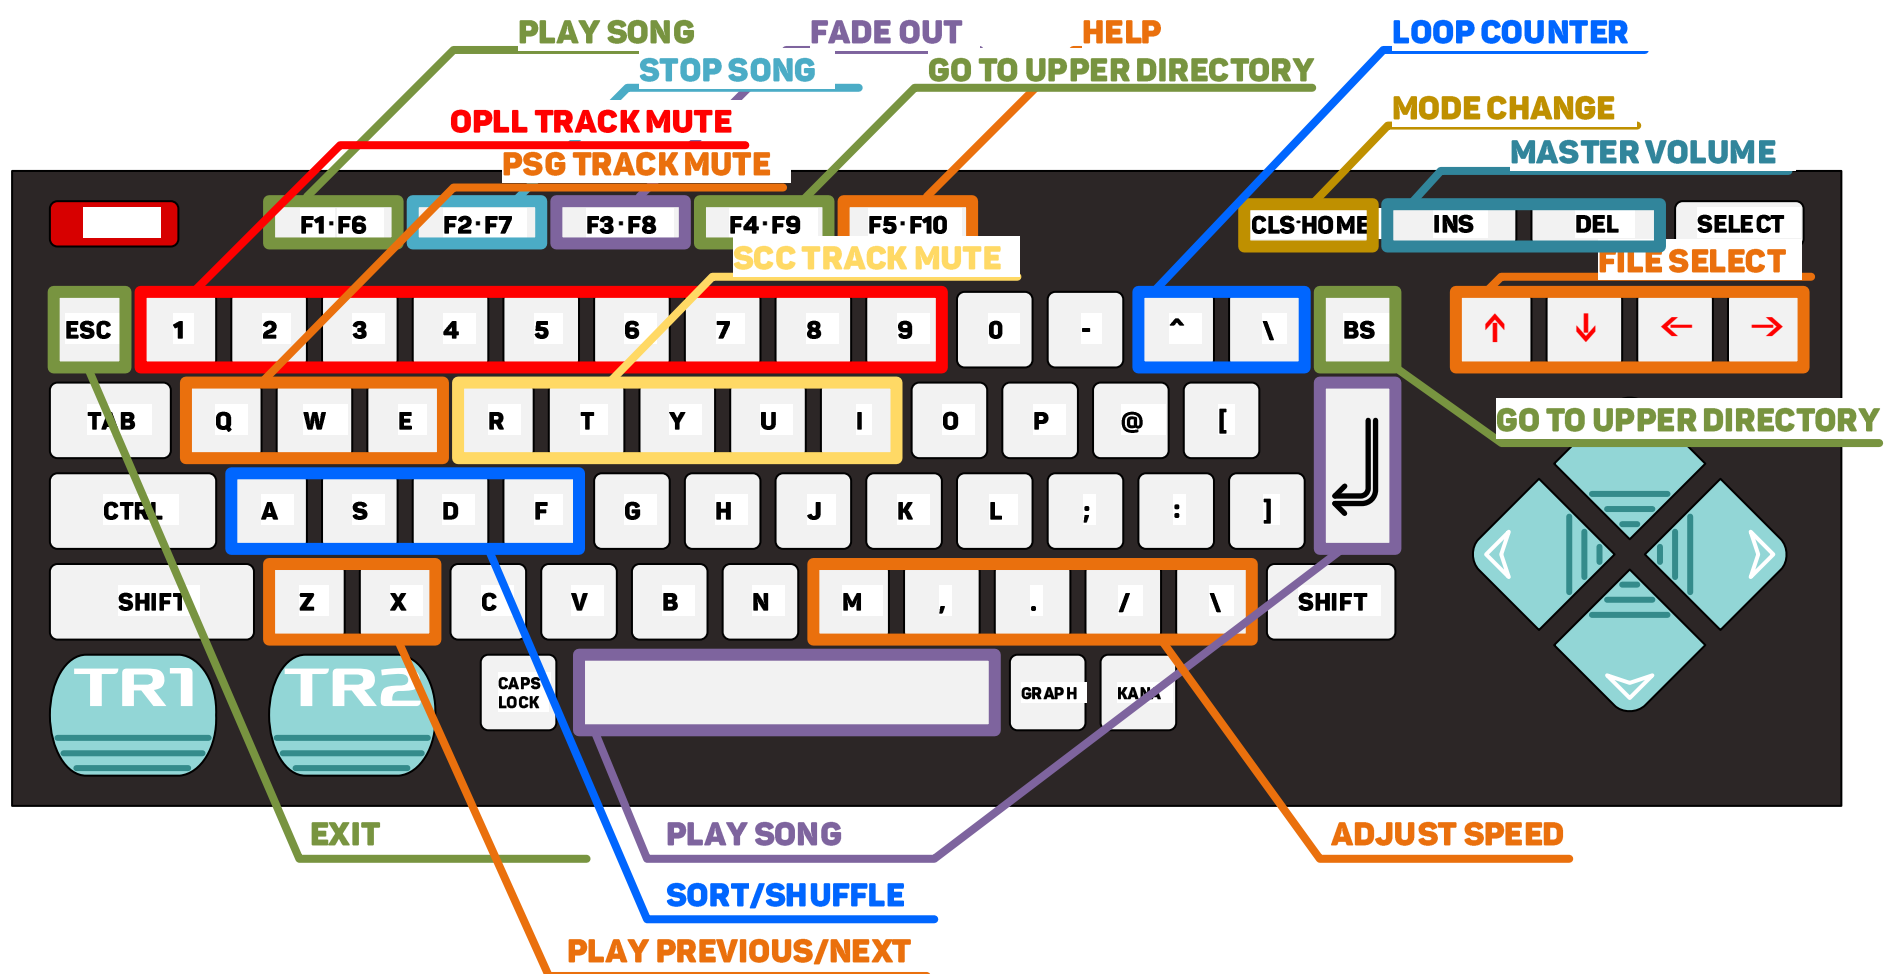 PLAY SONG
FADE OUT
HELP
LOOP COUNTER
STOP SONG
GO TO UPPER DIRECTORY
OPLL TRACK MUTE
MODE CHANGE
PSG TRACK MUTE
MASTER VOLUME
F1·F6
F2·F7
F3·F8
F4·F9
F5·F10
CLS·HOME
INS
DEL
SELECT
SCC TRACK MUTE
FILE SELECT
ESC
1
2
3
4
5
6
7
8
9
0
-
^
\
BS
↑
↓
←
→
TAB
Q
W
E
R
T
Y
U
I
O
P
@
[
GO TO UPPER DIRECTORY
CTRL
A
S
D
F
G
H
J
K
L
;
:
]
SHIFT
Z
X
C
V
B
N
M
,
.
/
\
SHIFT
TR1
TR2
CAPS
LOCK
GRAPH
KANA
EXIT
PLAY SONG
ADJUST SPEED
SORT/SHUFFLE
PLAY PREVIOUS/NEXT